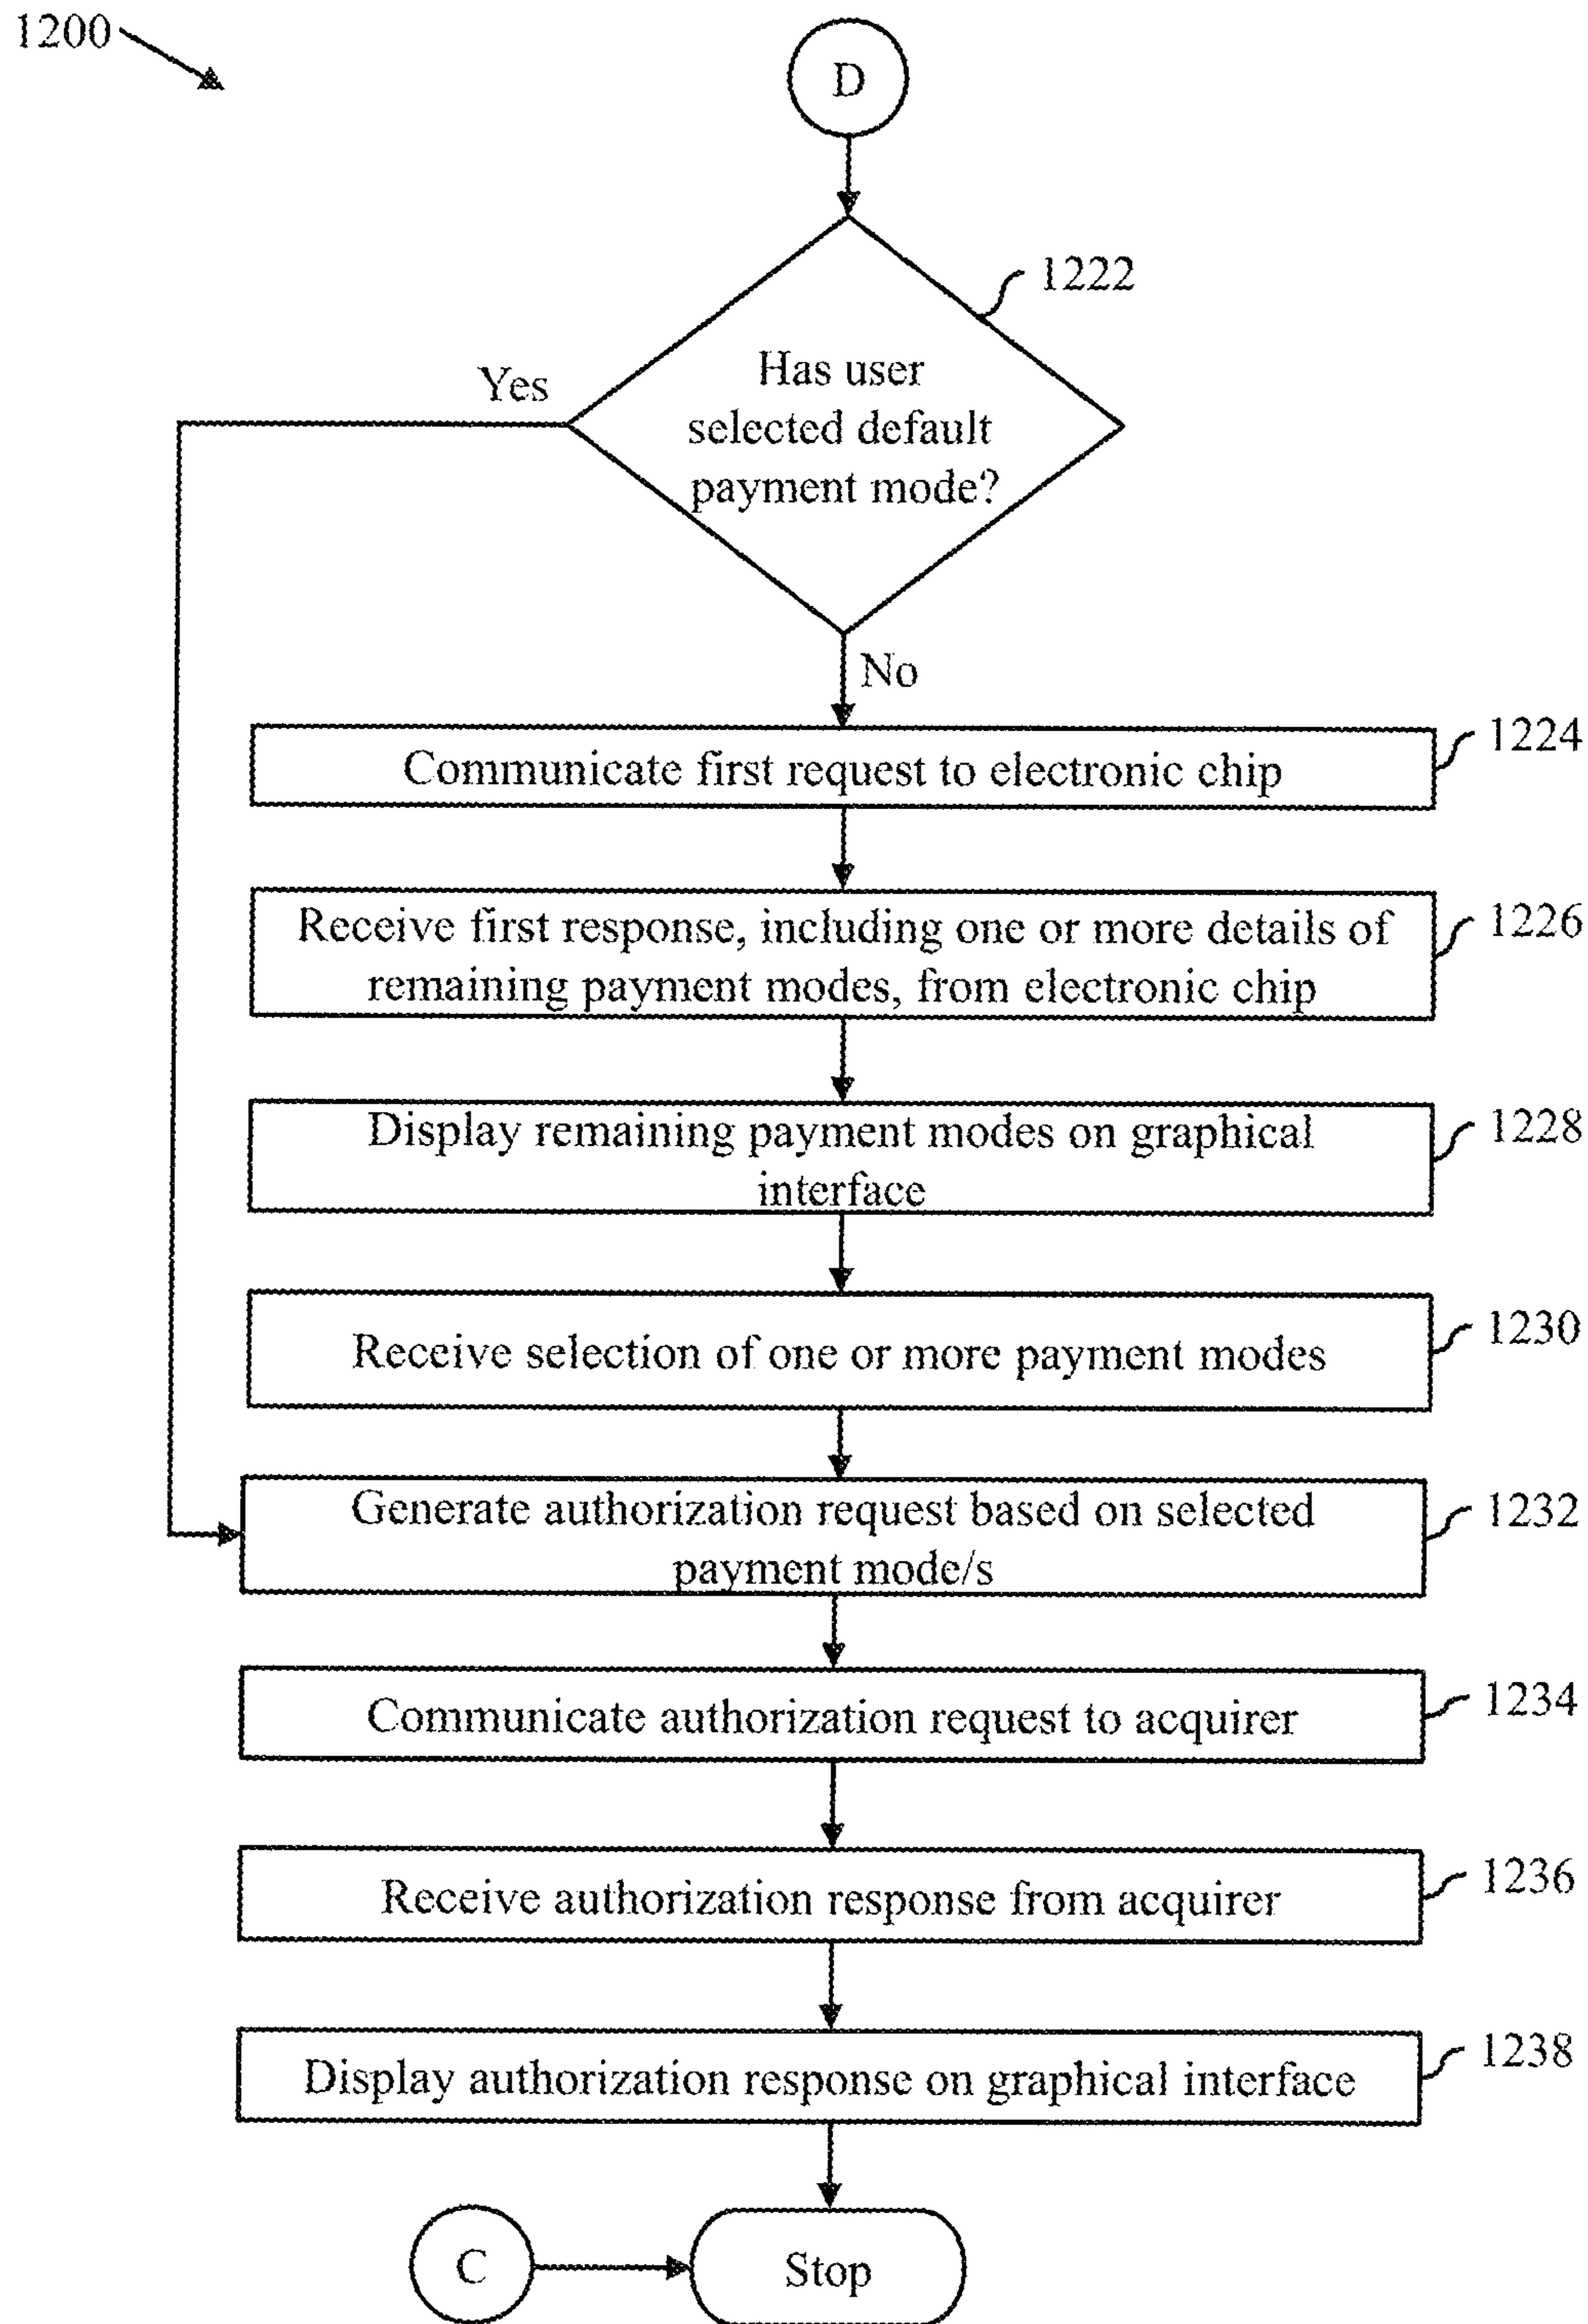 1200
D
1222
Has user
selected default
payment mode?
Yes
No
1224
Communicate first request to electronic chip
1226
Receive first response, including one or more details of
remaining payment modes, from electronic chip
1228
Display remaining payment modes on graphical
interface
1230
Receive selection of one or more payment modes
1232
Generate authorization request based on selected
payment mode/s
1234
Communicate authorization request to acquirer
1236
Receive authorization response from acquirer
1238
Display authorization response on graphical interface
C
Stop